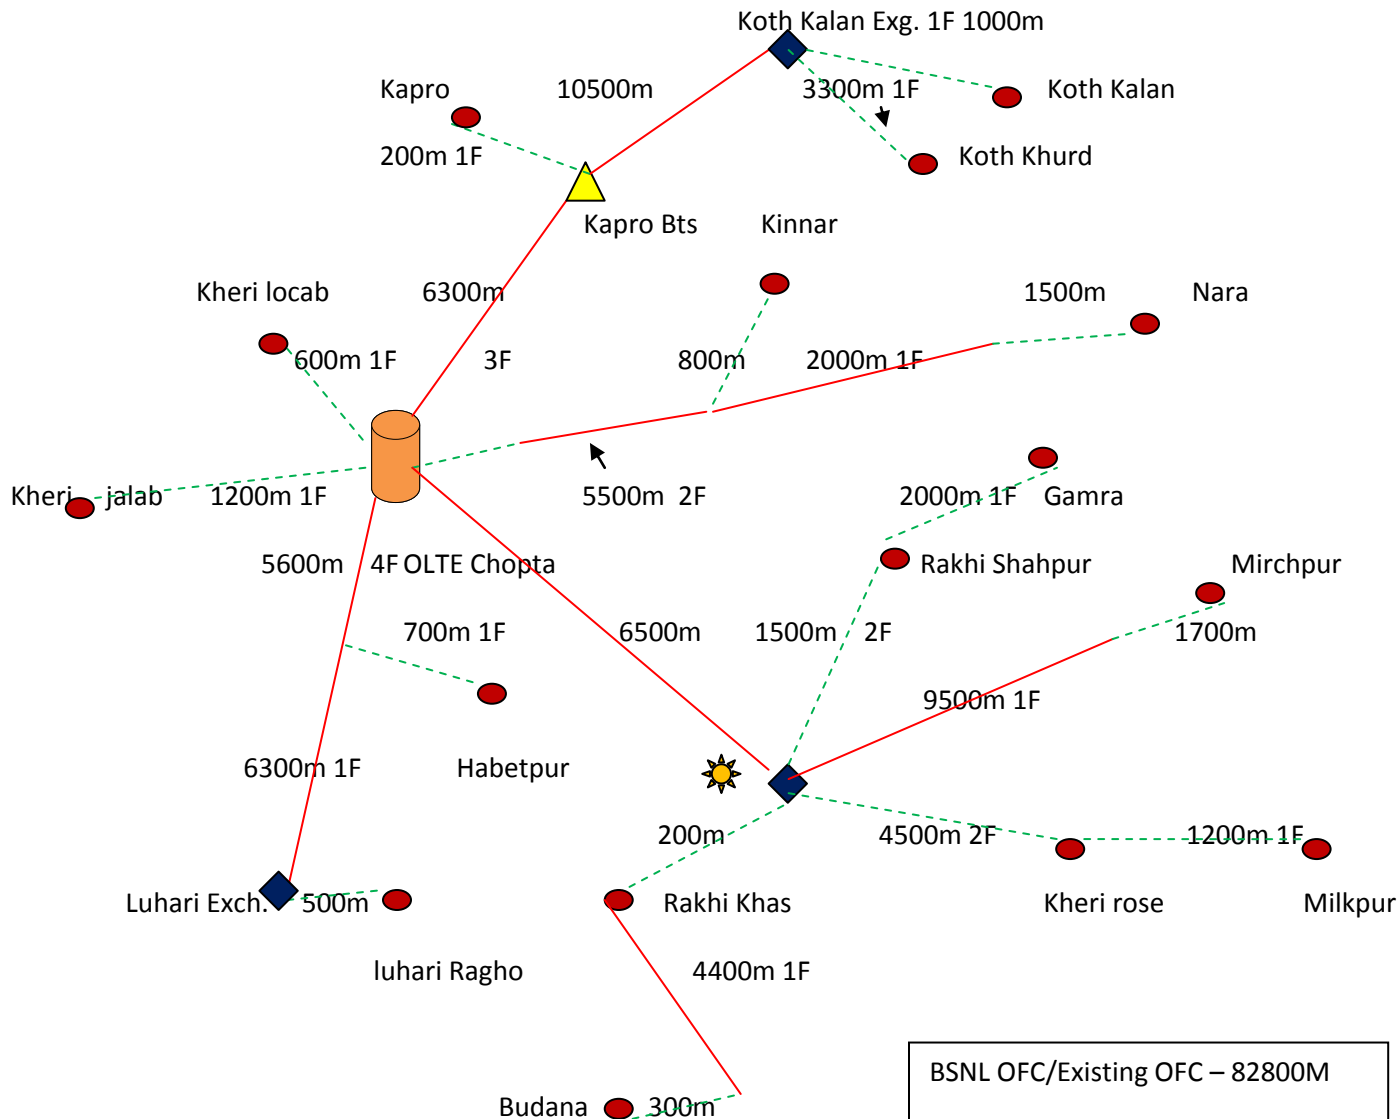 Koth Kalan Exg. 1F 1000m
Kapro
10500m
3300m 1F
Koth Kalan
200m 1F
Koth Khurd
Kapro Bts
Kinnar
Kheri locab
6300m
1500m
Nara
600m 1F
3F
800m
2000m 1F
Kheri jalab
1200m 1F
5500m 2F
2000m 1F
Gamra
5600m
4F OLTE Chopta
Rakhi Shahpur
Mirchpur
700m 1F
6500m
1500m 2F
1700m
9500m 1F
6300m 1F
Habetpur
200m
4500m 2F
1200m 1F
Luhari Exch.
500m
Rakhi Khas
Kheri rose
Milkpur
luhari Ragho
4400m 1F
BSNL OFC/Existing OFC – 82800M
Budana
300m